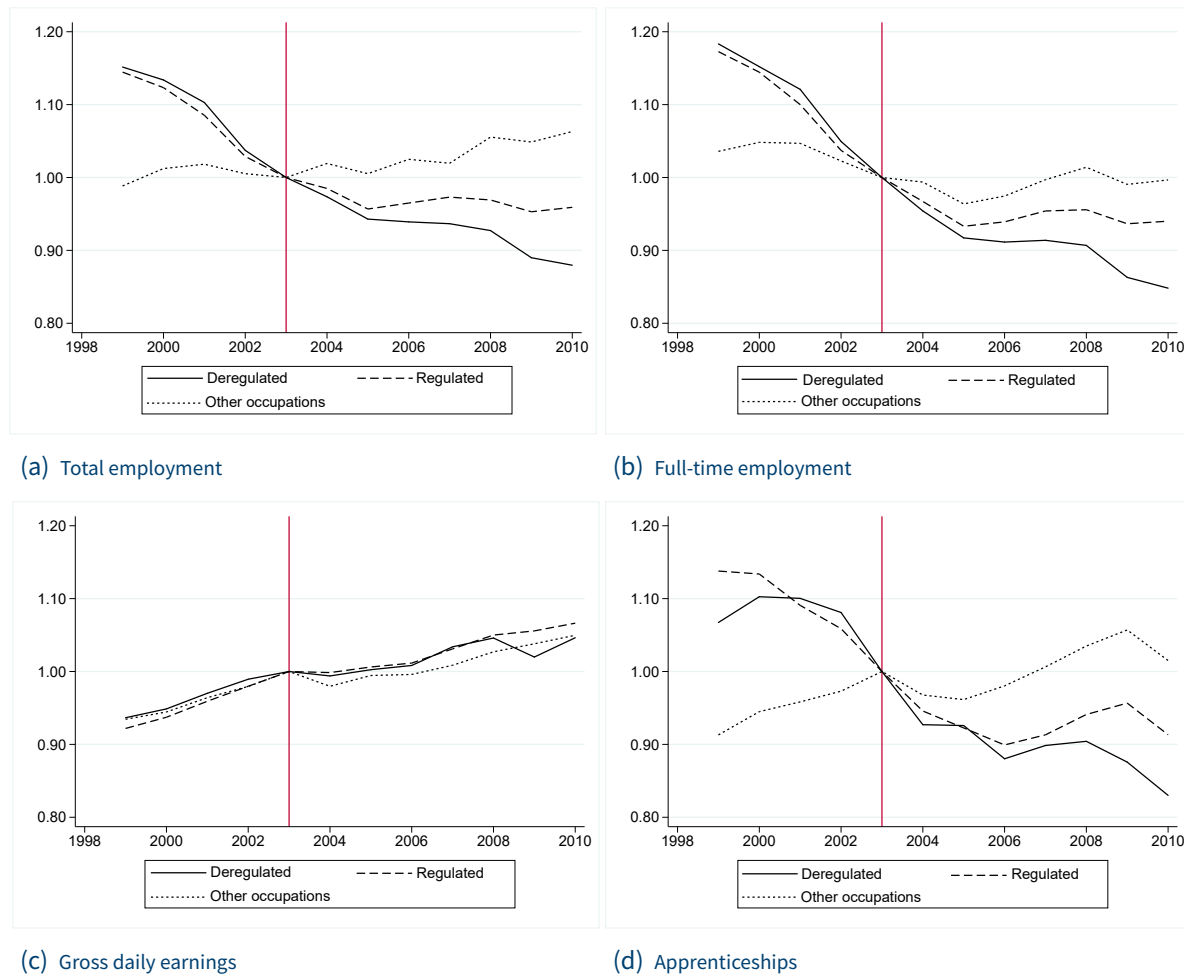 1.20 1.20
1.10 1.10
1.00 1.00
0.90 0.90
0.80 0.80
1998 2000 2002 2004 2006 2008 2010 1998 2000 2002 2004 2006 2008 2010
Deregulated Regulated Deregulated Regulated
Other occupations Other occupations
(a) Total employment (b) Full-time employment
1.20 1.20
1.10 1.10
1.00 1.00
0.90 0.90
0.80 0.80
1998 2000 2002 2004 2006 2008 2010 1998 2000 2002 2004 2006 2008 2010
Deregulated Regulated Deregulated Regulated
Other occupations Other occupations
(c) Gross daily earnings (d) Apprenticeships